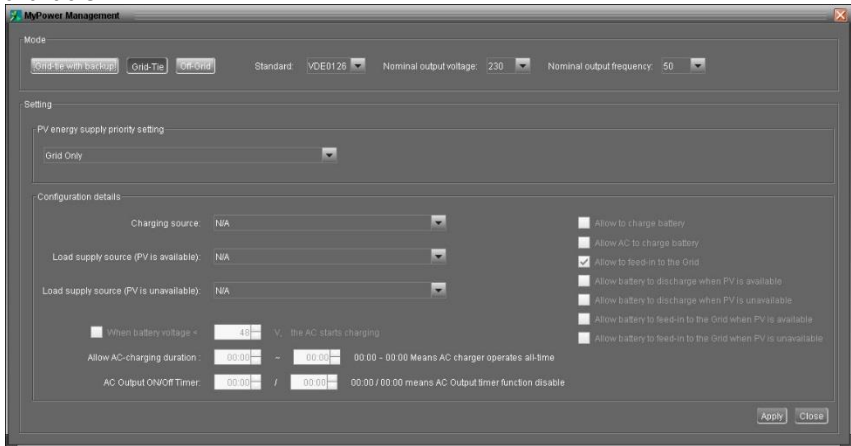 MyPower Management
Mode
Grid-tie with backup Grid-Tie Off-Grid Standard: VDE0126 Nominal output voltage: 230 Nominal output frequency: 50
Setting
PV energy supply priority setting
Grid Only
Configuration details
Charging source: N/A
Load supply source (PV is available): N/A
Load supply source (PV is unavailable): N/A
Allow to charge battery
Allow AC to charge battery
Allow to feed-in to the Grid
Allow battery to discharge when PV is available
Allow battery to discharge when PV is unavailable
Allow battery to feed-in to the Grid when PV is available
Allow battery to feed-in to the Grid when PV is unavailable
When battery voltage < 48 V, the AC starts charging
Allow AC-charging duration : 00:00 ~ 00:00 00:00 - 00:00 Means AC charger operates all-time
AC Output ON/Off Timer: 00:00 / 00:00 00:00 / 00:00 means AC Output timer function disable
Apply Close